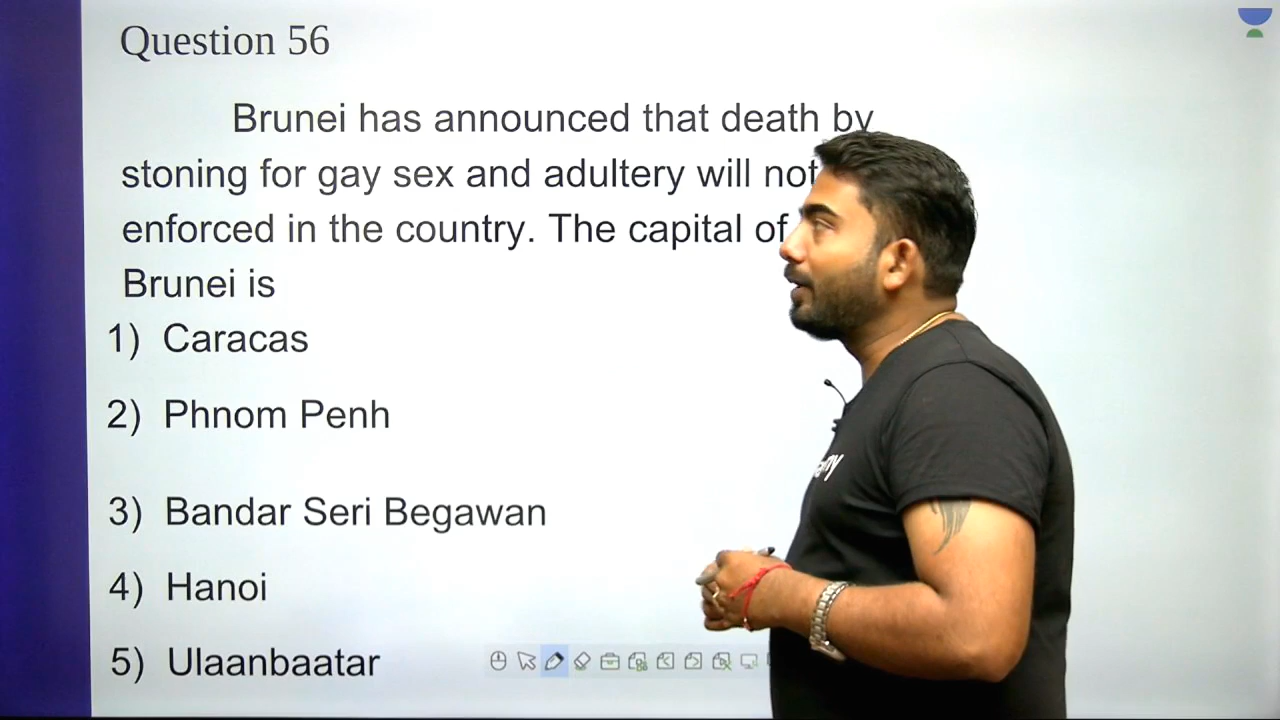 Question 56
Brunei has announced that death by
stoning for gay sex and adultery will not
enforced in the country. The capital of
Brunei is
1) Caracas
2) Phnom Penh
3) Bandar Seri Begawan
4) Hanoi
5) Ulaanbaatar